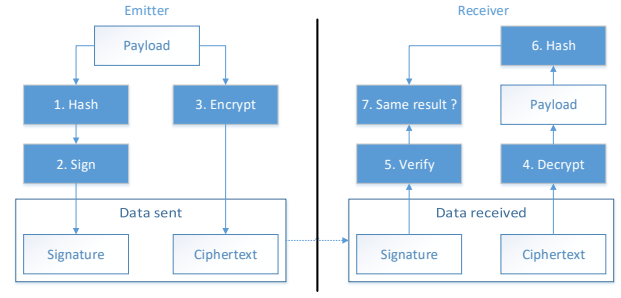 Emitter
Receiver
Payload
6. Hash
1. Hash
3. Encrypt
7. Same result ?
Payload
2. Sign
5. Verify
4. Decrypt
Data sent
Data received
Signature
Ciphertext
Signature
Ciphertext